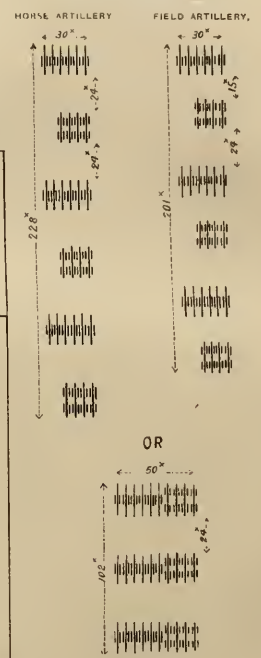 HORSE ARTILLERY
FIELD ARTILLERY,
30ˣ
30ˣ
24ˣ
15ˣ
24ˣ
24ˣ
228ˣ
201ˣ
OR
50ˣ
24ˣ
102ˣ